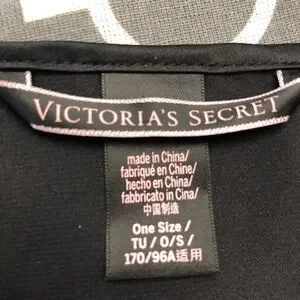 VICTORIA'S SECRET
made in China/
fabriqué en Chine/
hecho en China/
fabbricato in Cina/
中国制造
One Size /
TU / O/S /
170/96A适用